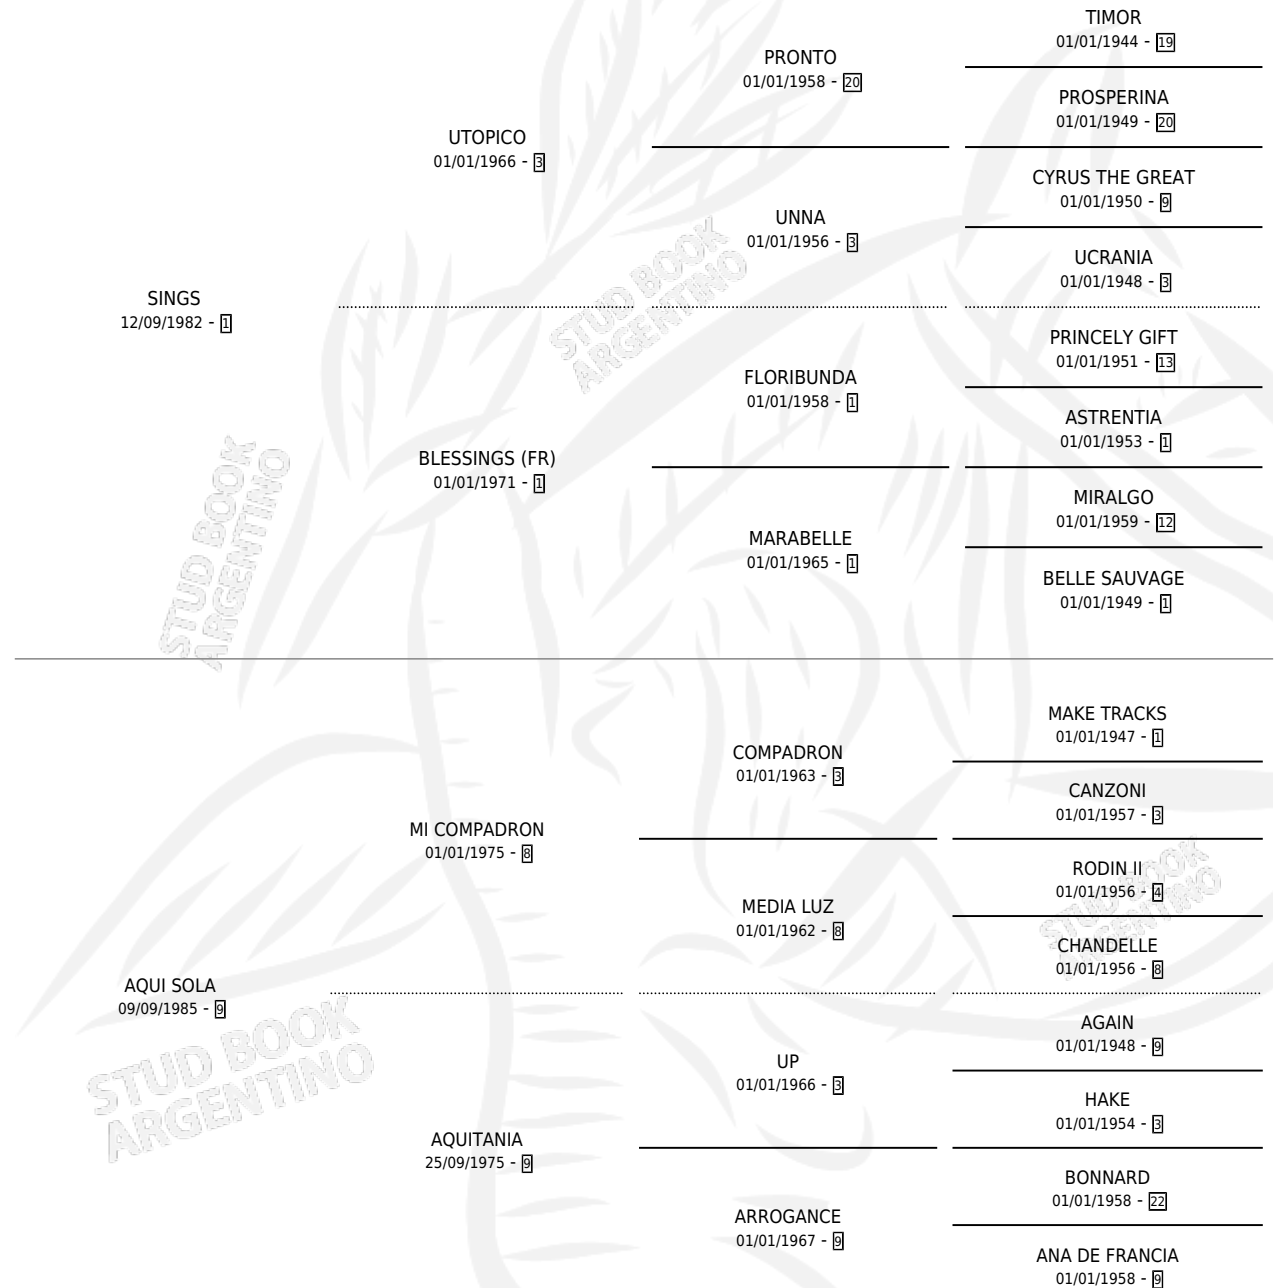 TIMOR
01/01/1944 - 19
PRONTO
01/01/1958 - 20
PROSPERINA
01/01/1949 - 20
UTOPICO
01/01/1966 - 3
CYRUS THE GREAT
01/01/1950 - 9
UNNA
01/01/1956 - 3
UCRANIA
01/01/1948 - 3
SINGS
12/09/1982 - 1
PRINCELY GIFT
01/01/1951 - 13
FLORIBUNDA
01/01/1958 - 1
ASTRENTIA
01/01/1953 - 1
BLESSINGS (FR)
01/01/1971 - 1
MIRALGO
01/01/1959 - 12
MARABELLE
01/01/1965 - 1
BELLE SAUVAGE
01/01/1949 - 1
STUD BOOK
ARGENTINO
STUD BOOK
ARGENTINO
MAKE TRACKS
01/01/1947 - 1
COMPADRON
01/01/1963 - 3
CANZONI
01/01/1957 - 3
MI COMPADRON
01/01/1975 - 8
RODIN II
01/01/1956 - 4
MEDIA LUZ
01/01/1962 - 8
CHANDELLE
01/01/1956 - 8
STUD BOOK
ARGENTINO
AQUI SOLA
09/09/1985 - 9
AGAIN
01/01/1948 - 9
UP
01/01/1966 - 3
HAKE
01/01/1954 - 3
AQUITANIA
25/09/1975 - 9
BONNARD
01/01/1958 - 22
ARROGANCE
01/01/1967 - 9
ANA DE FRANCIA
01/01/1958 - 9
STUD BOOK
ARGENTINO